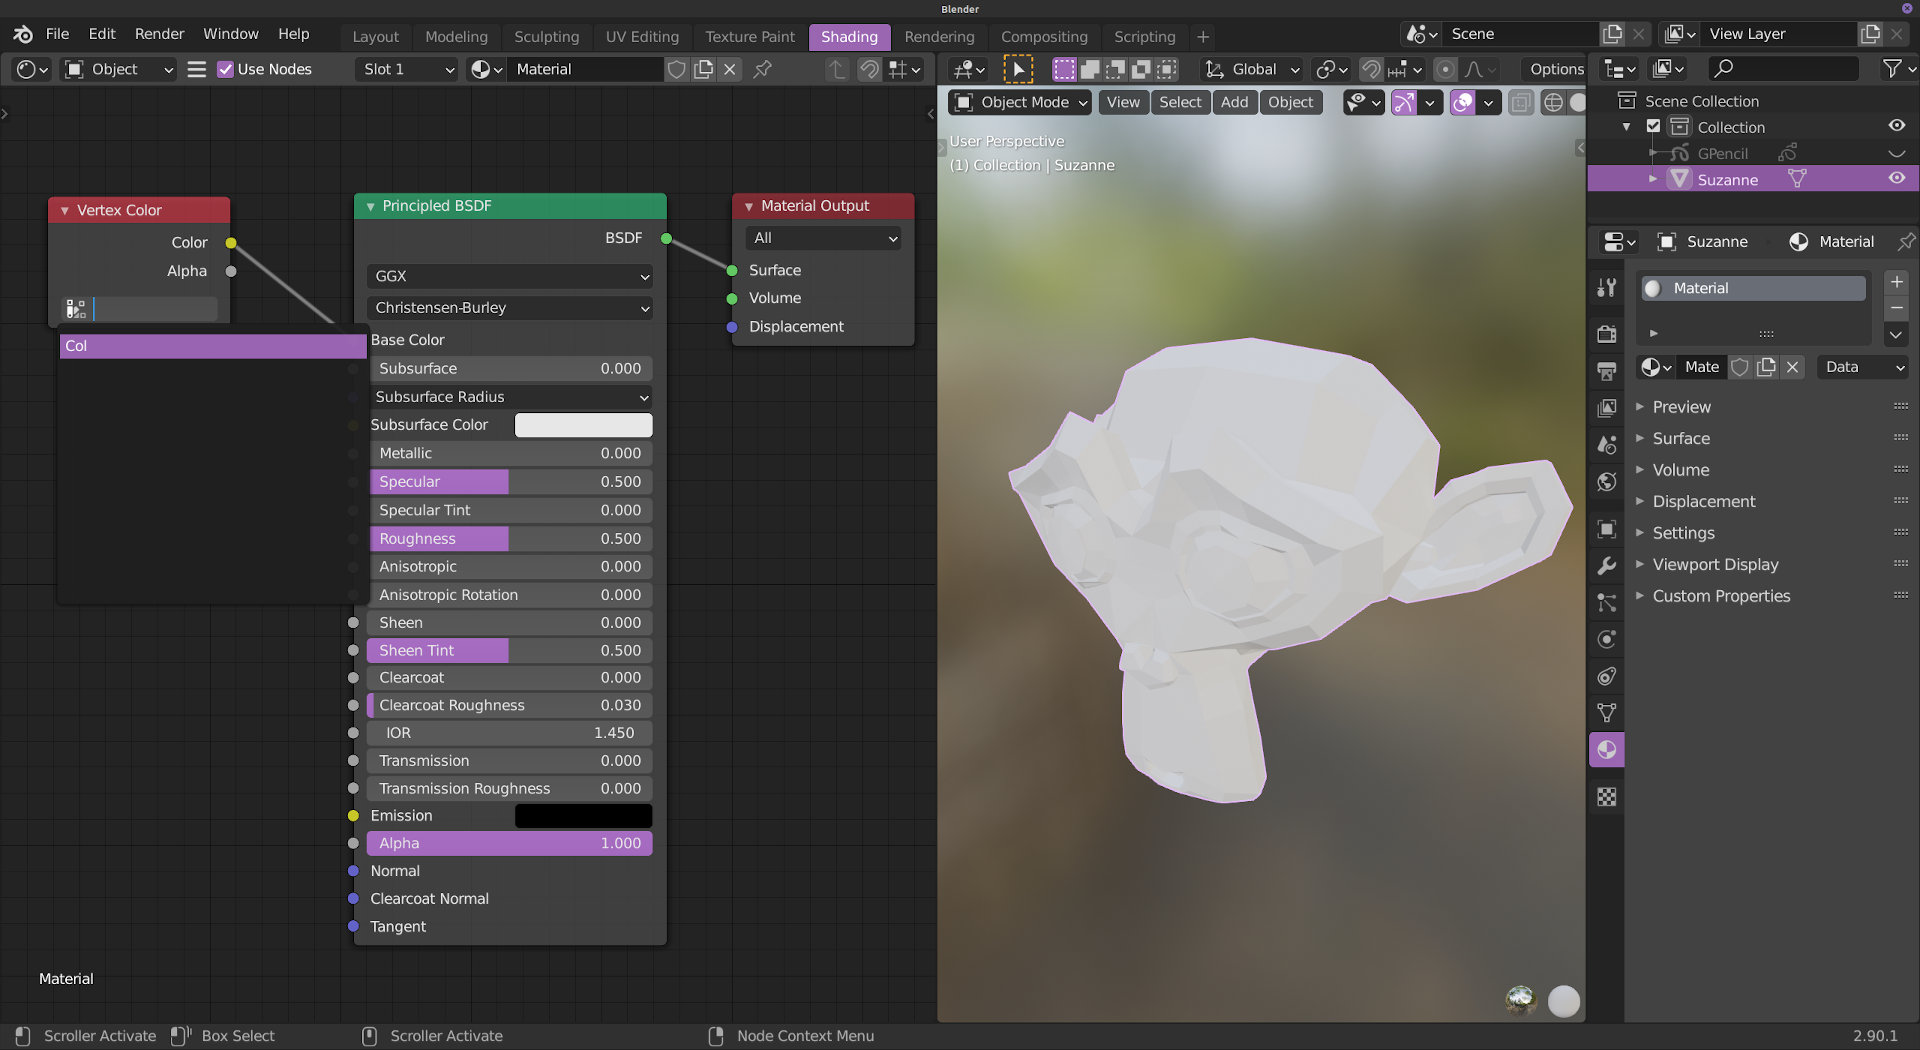 Blender
File Edit Render Window Help Layout Modeling Sculpting UV Editing Texture Paint Shading Rendering Compositing Scripting + Scene View Layer
Object Use Nodes Slot 1 Material Global Options
Object Mode View Select Add Object
User Perspective
(1) Collection | Suzanne
Vertex Color
Color
Alpha
Col
Principled BSDF
BSDF
GGX
Christensen-Burley
Base Color
Subsurface 0.000
Subsurface Radius
Subsurface Color
Metallic 0.000
Specular 0.500
Specular Tint 0.000
Roughness 0.500
Anisotropic 0.000
Anisotropic Rotation 0.000
Sheen 0.000
Sheen Tint 0.500
Clearcoat 0.000
Clearcoat Roughness 0.030
IOR 1.450
Transmission 0.000
Transmission Roughness 0.000
Emission
Alpha 1.000
Normal
Clearcoat Normal
Tangent
Material Output
All
Surface
Volume
Displacement
Material
Scene Collection
Collection
GPencil
Suzanne
Suzanne Material
Material
Mate Data
Preview
Surface
Volume
Displacement
Settings
Viewport Display
Custom Properties
Scroller Activate Box Select Scroller Activate Node Context Menu 2.90.1